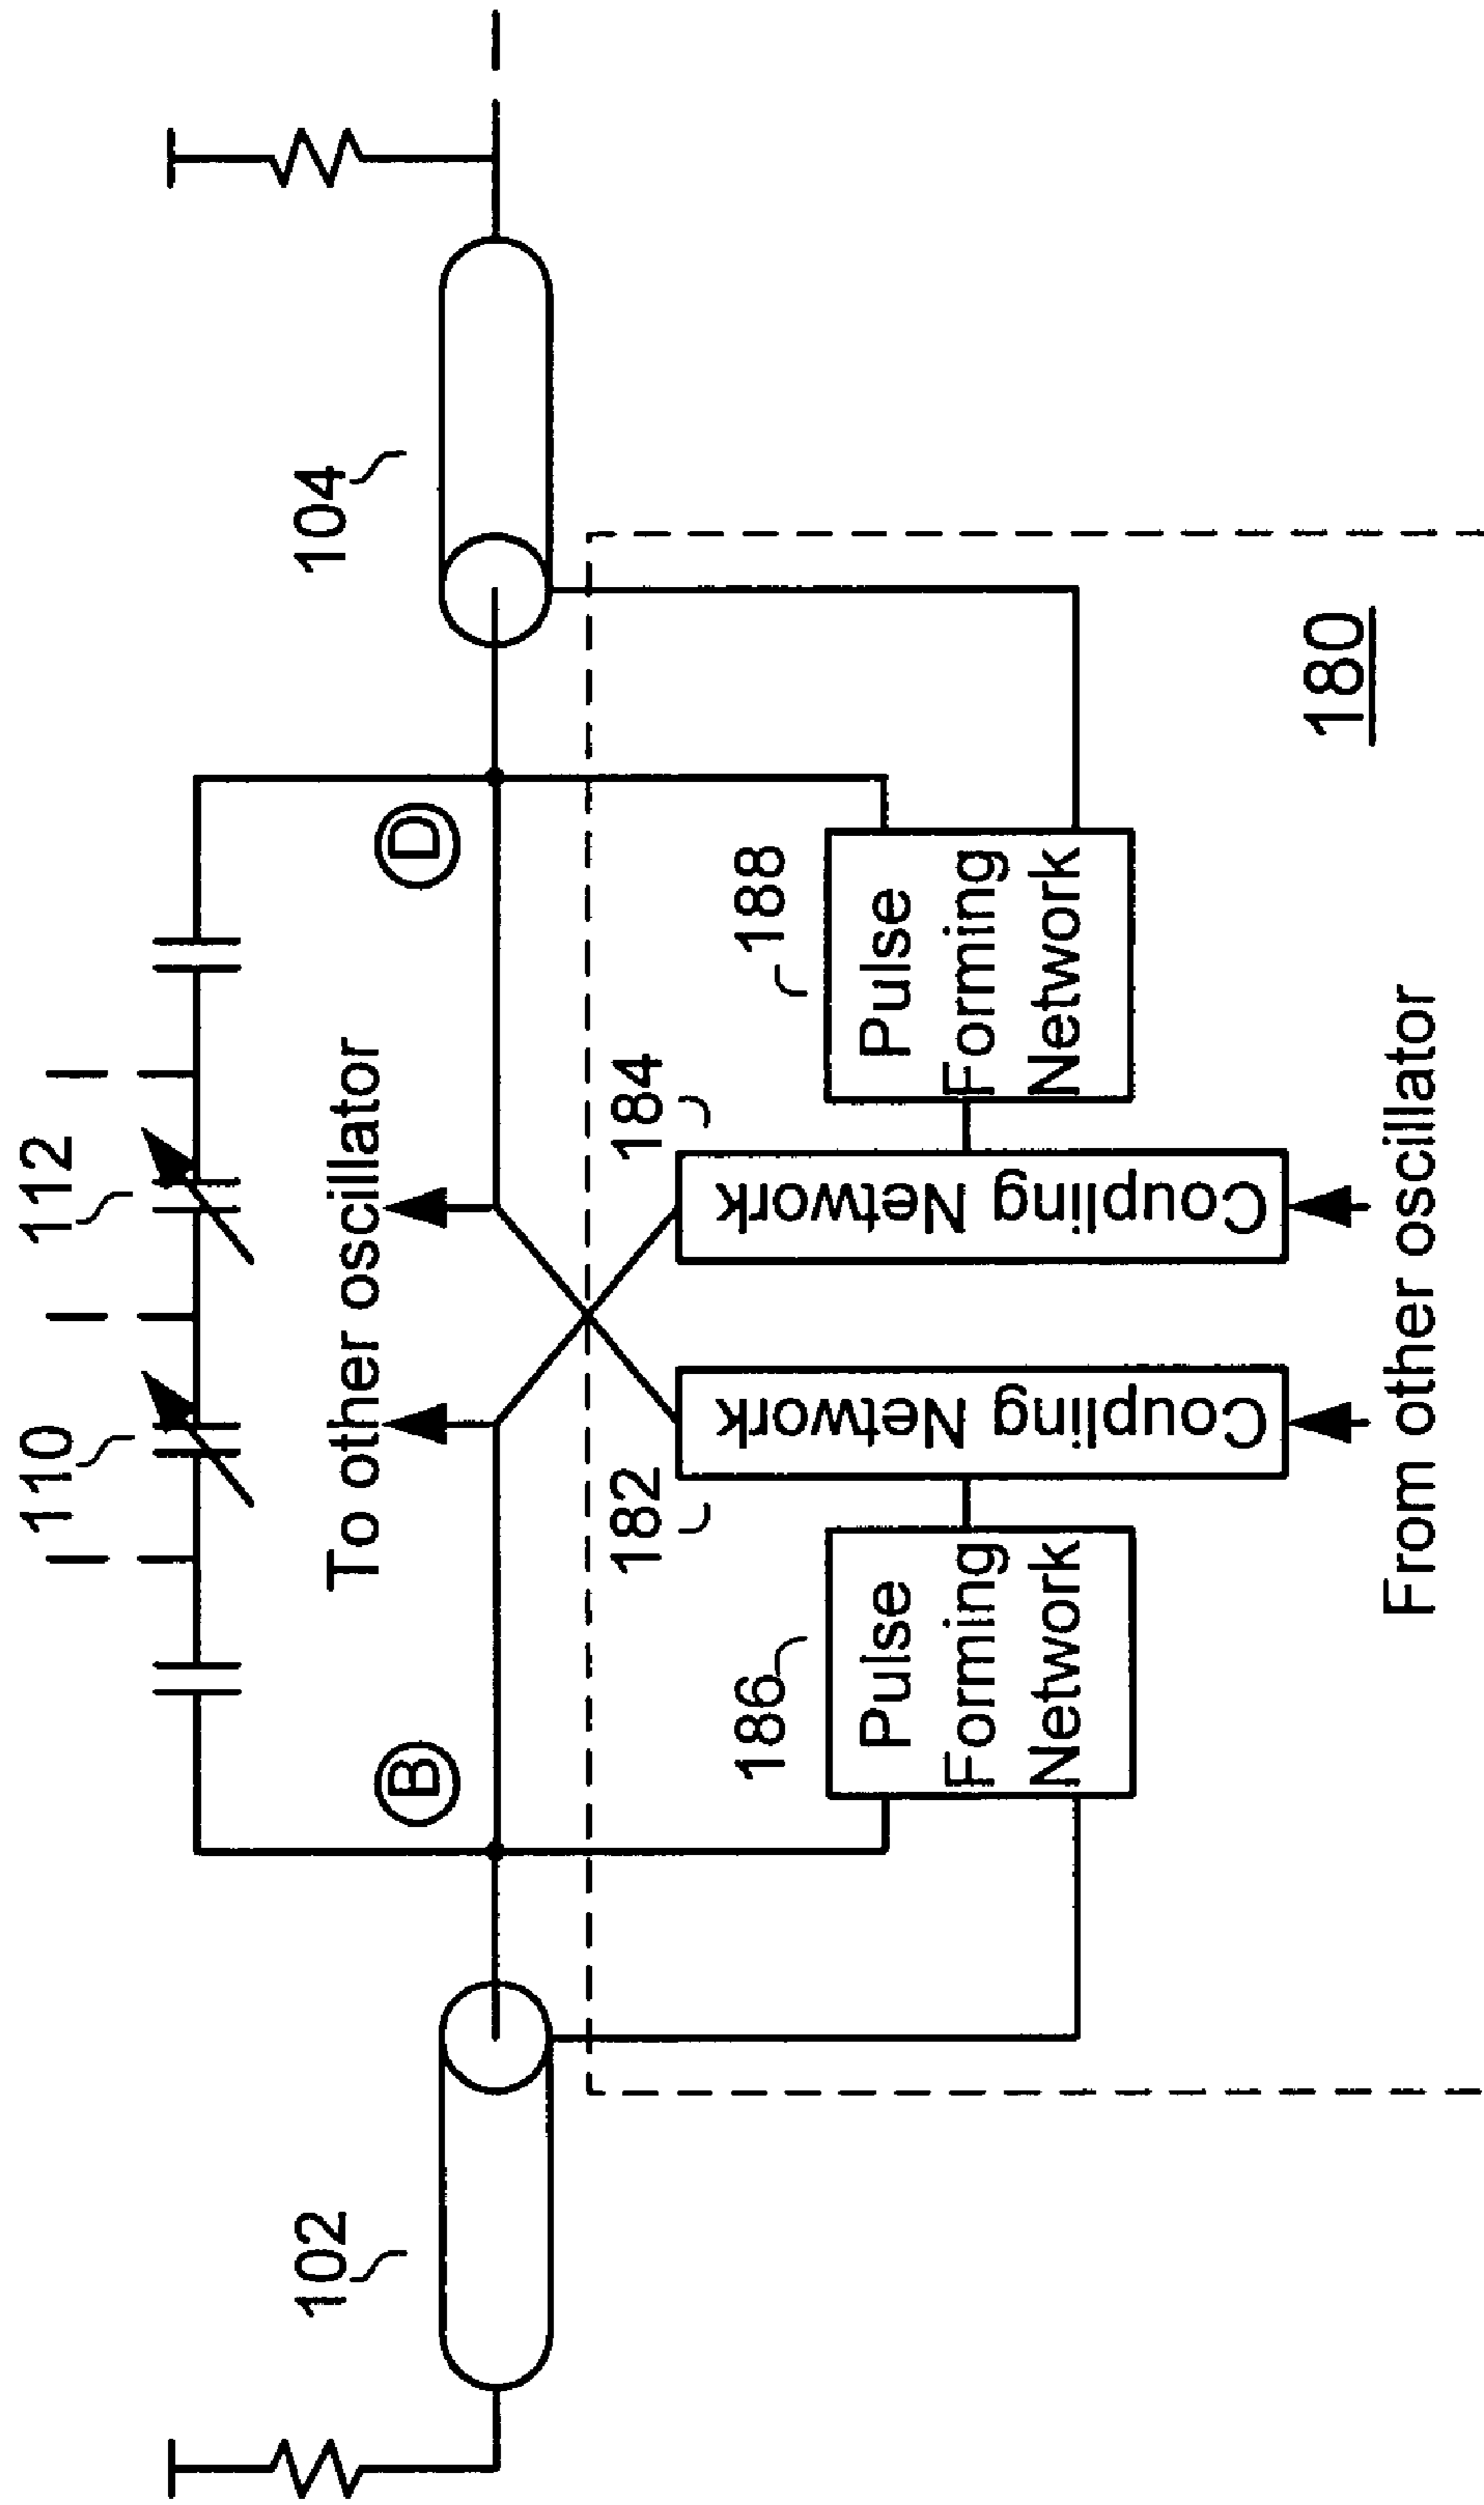 110
112
To other oscillator
102
104
B
D
182
184
186
188
Coupling Network
Coupling Network
Pulse
Forming
Network
Pulse
Forming
Network
180
From other oscillator